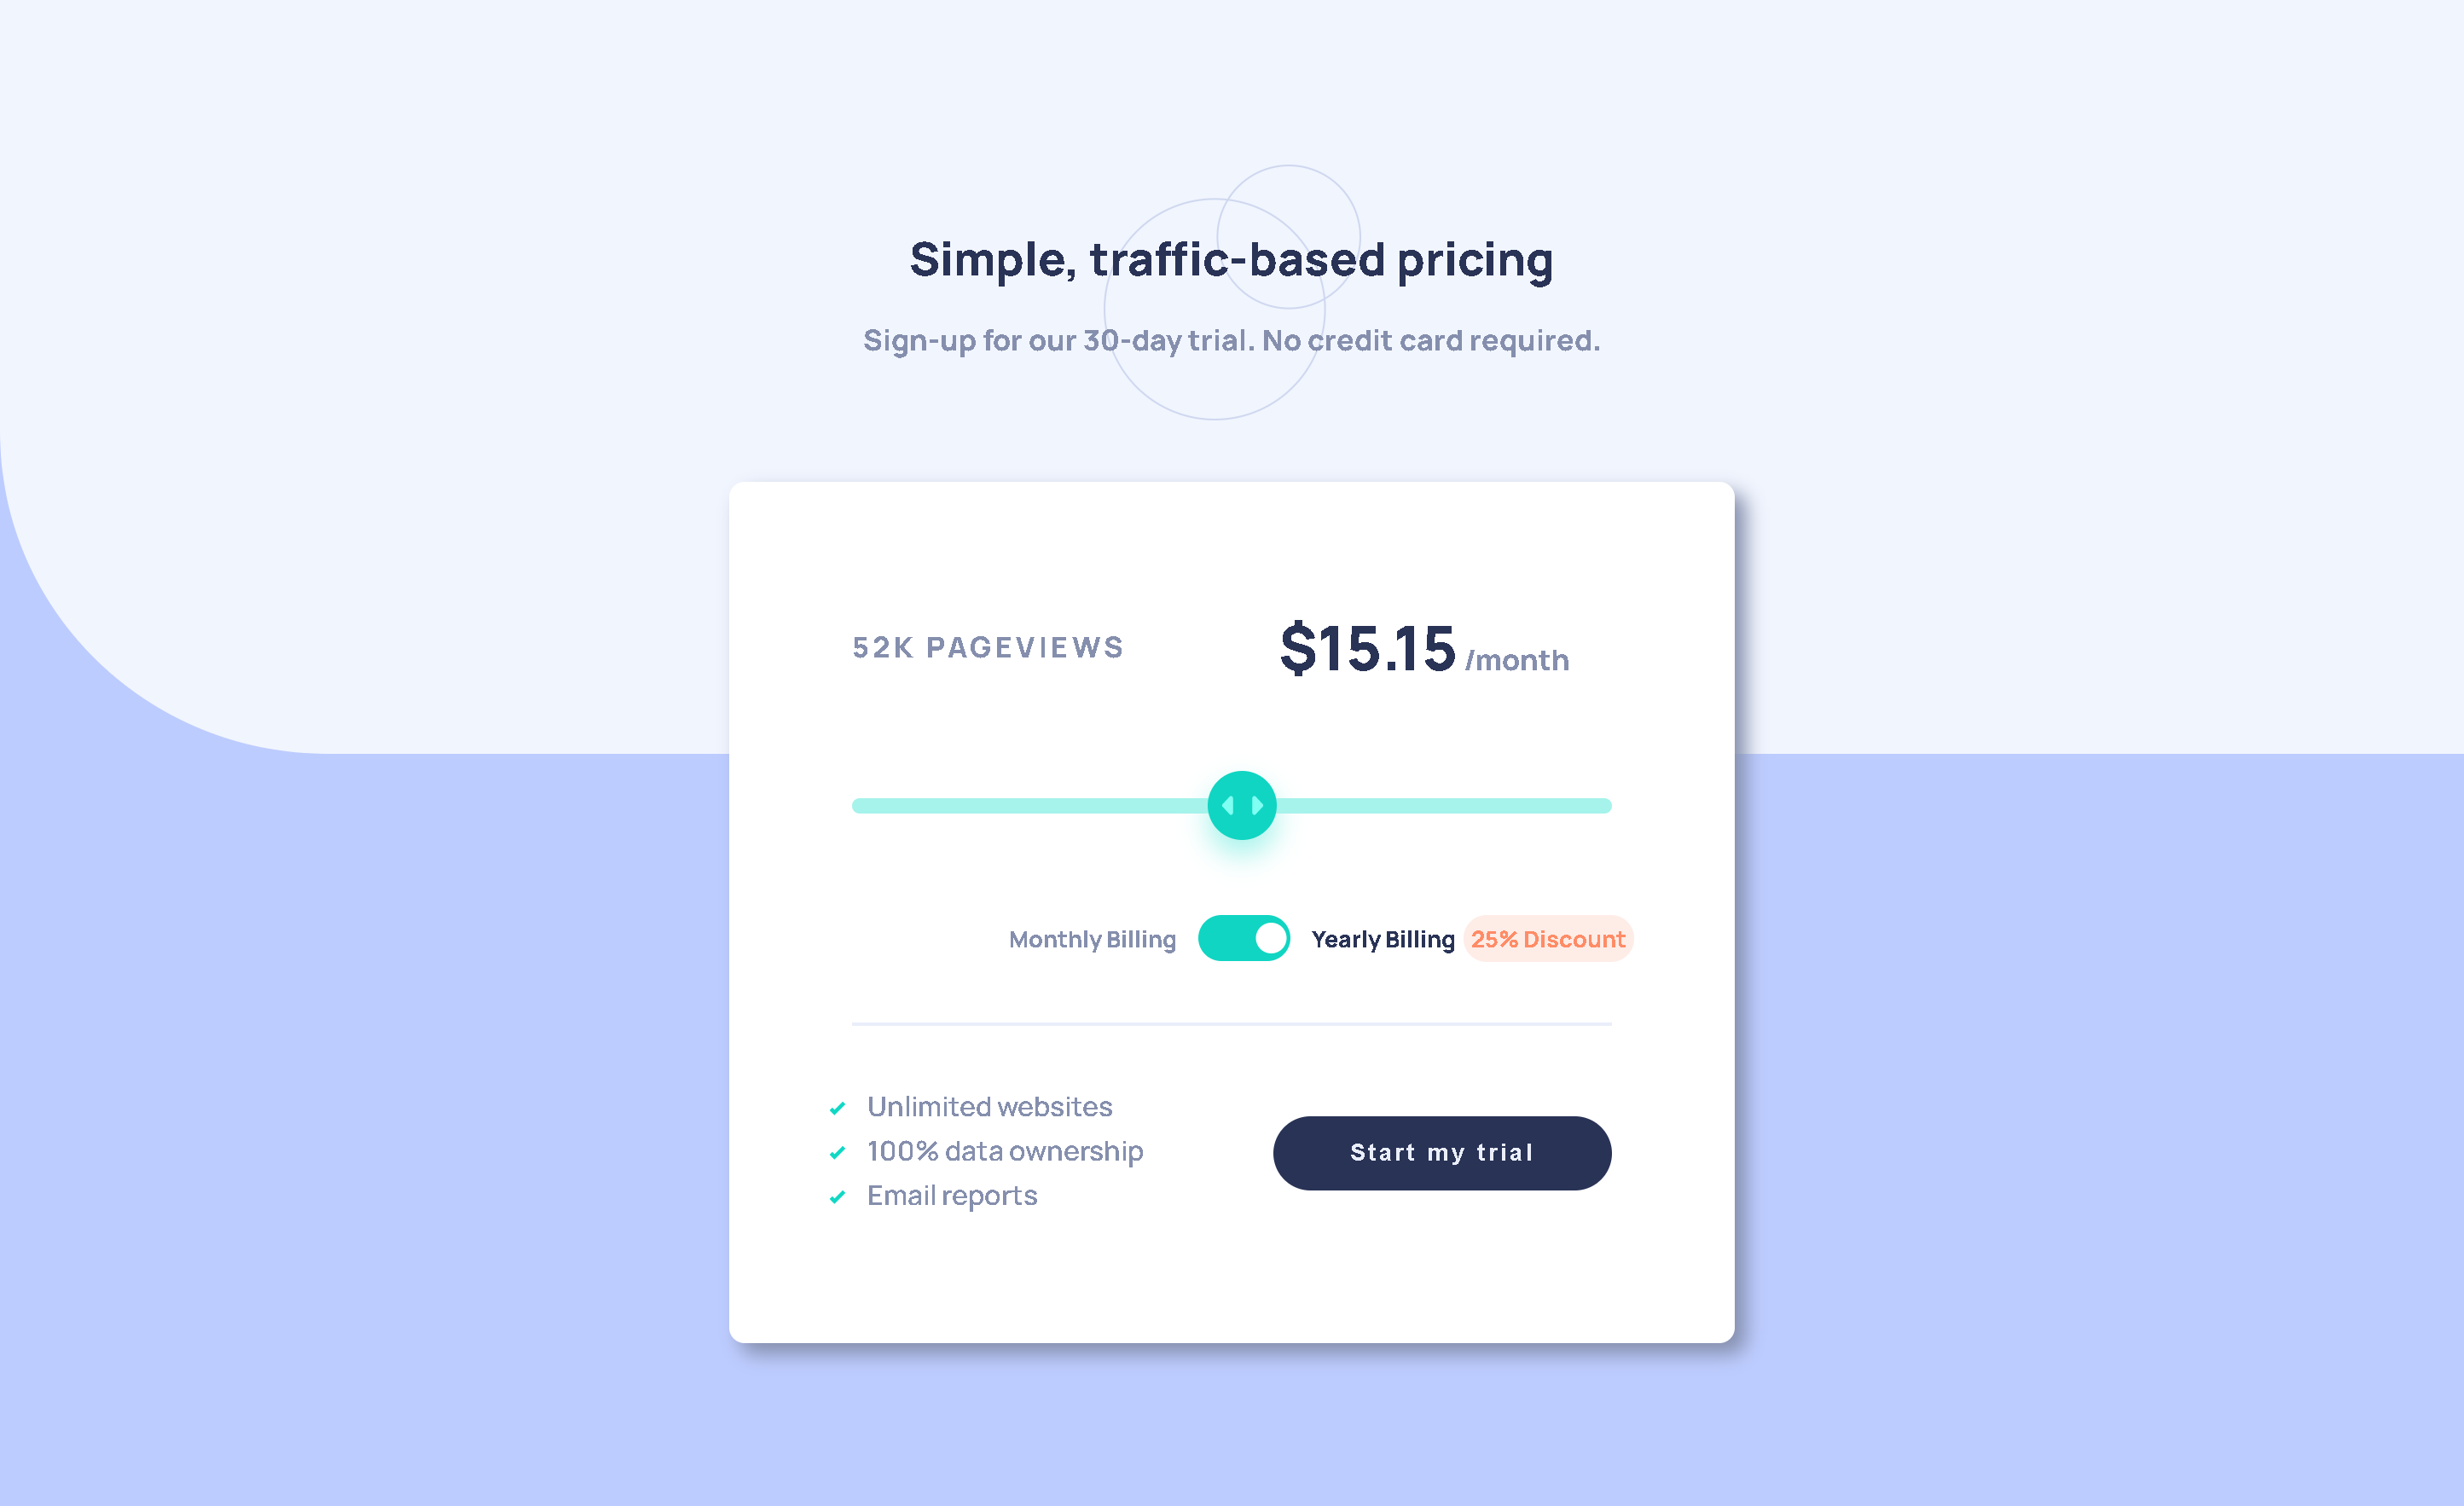 Simple, traffic-based pricing
Sign-up for our 30-day trial. No credit card required.
52K PAGEVIEWS
$15.15 /month
Monthly Billing
Yearly Billing
25% Discount
Unlimited websites
100% data ownership
Email reports
Start my trial